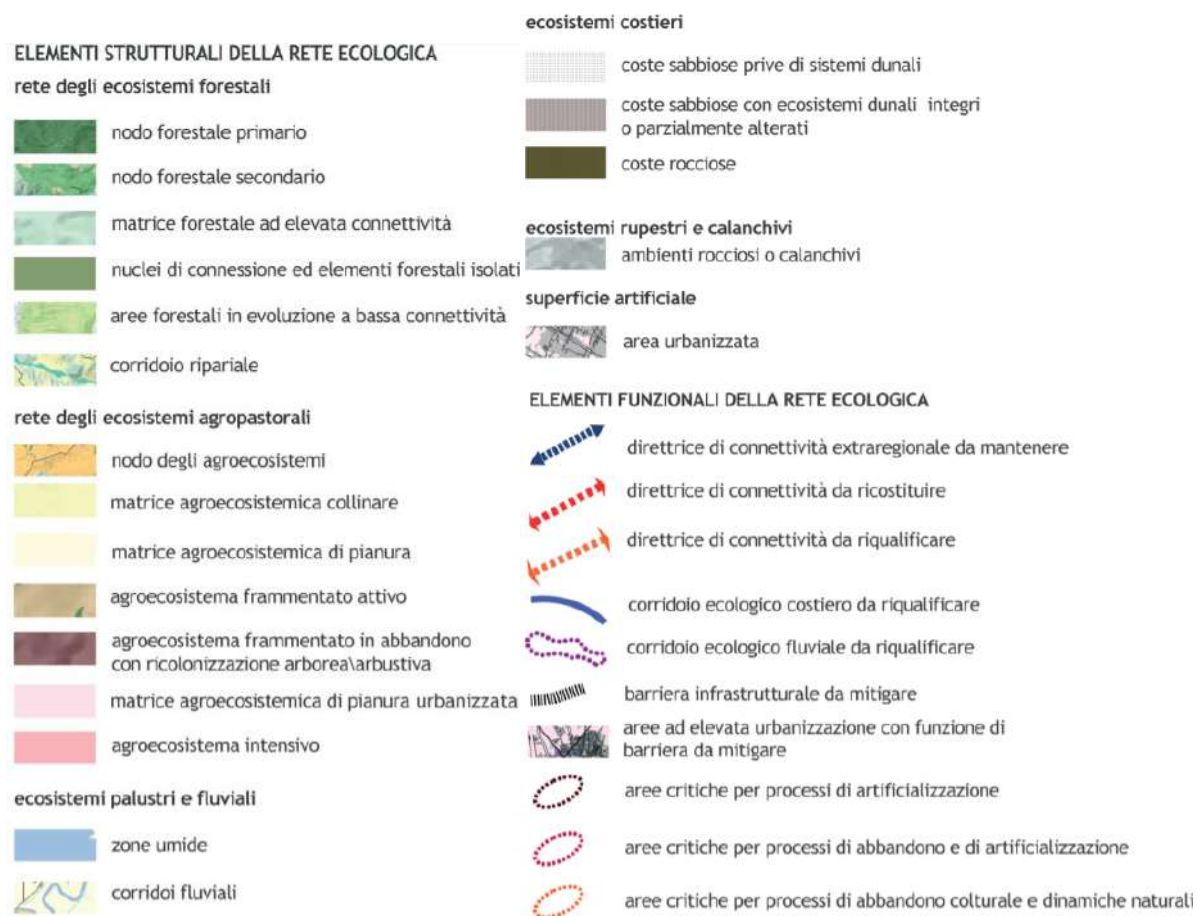 ELEMENTI STRUTTURALI DELLA RETE ECOLOGICA
rete degli ecosistemi forestali
nodo forestale primario
nodo forestale secondario
matrice forestale ad elevata connettività
nuclei di connessione ed elementi forestali isolati
aree forestali in evoluzione a bassa connettività
corridoio ripariale
rete degli ecosistemi agropastorali
nodo degli agroecosistemi
matrice agroecosistemica collinare
matrice agroecosistemica di pianura
agroecosistema frammentato attivo
agroecosistema frammentato in abbandono
con ricolonizzazione arborea\arbustiva
matrice agroecosistemica di pianura urbanizzata
agroecosistema intensivo
ecosistemi palustri e fluviali
zone umide
corridoi fluviali
ecosistemi costieri
coste sabbiose prive di sistemi dunali
coste sabbiose con ecosistemi dunali integri
o parzialmente alterati
coste rocciose
ecosistemi rupestri e calanchivi
ambienti rocciosi o calanchivi
superficie artificiale
area urbanizzata
ELEMENTI FUNZIONALI DELLA RETE ECOLOGICA
direttrice di connettività extraregionale da mantenere
direttrice di connettività da ricostituire
direttrice di connettività da riqualificare
corridoio ecologico costiero da riqualificare
corridoio ecologico fluviale da riqualificare
barriera infrastrutturale da mitigare
aree ad elevata urbanizzazione con funzione di
barriera da mitigare
aree critiche per processi di artificializzazione
aree critiche per processi di abbandono e di artificializzazione
aree critiche per processi di abbandono colturale e dinamiche naturali